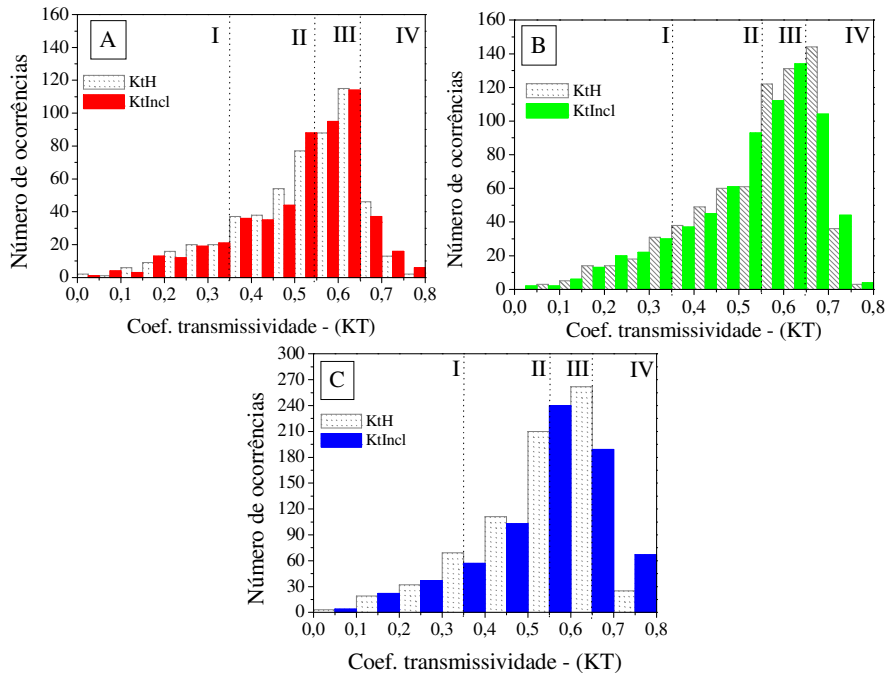 A
I
II
III
IV
KtH
KtIncl
160
140
120
100
80
60
40
20
0
Número de ocorrências
0,0 0,1 0,2 0,3 0,4 0,5 0,6 0,7 0,8
Coef. transmissividade - (KT)
B
I
II
III
IV
KtH
KtIncl
160
140
120
100
80
60
40
20
0
Número de ocorrências
0,0 0,1 0,2 0,3 0,4 0,5 0,6 0,7 0,8
Coef. transmissividade - (KT)
C
I
II
III
IV
KtH
KtIncl
300
270
240
210
180
150
120
90
60
30
0
Número de ocorrências
0,0 0,1 0,2 0,3 0,4 0,5 0,6 0,7 0,8
Coef. transmissividade - (KT)